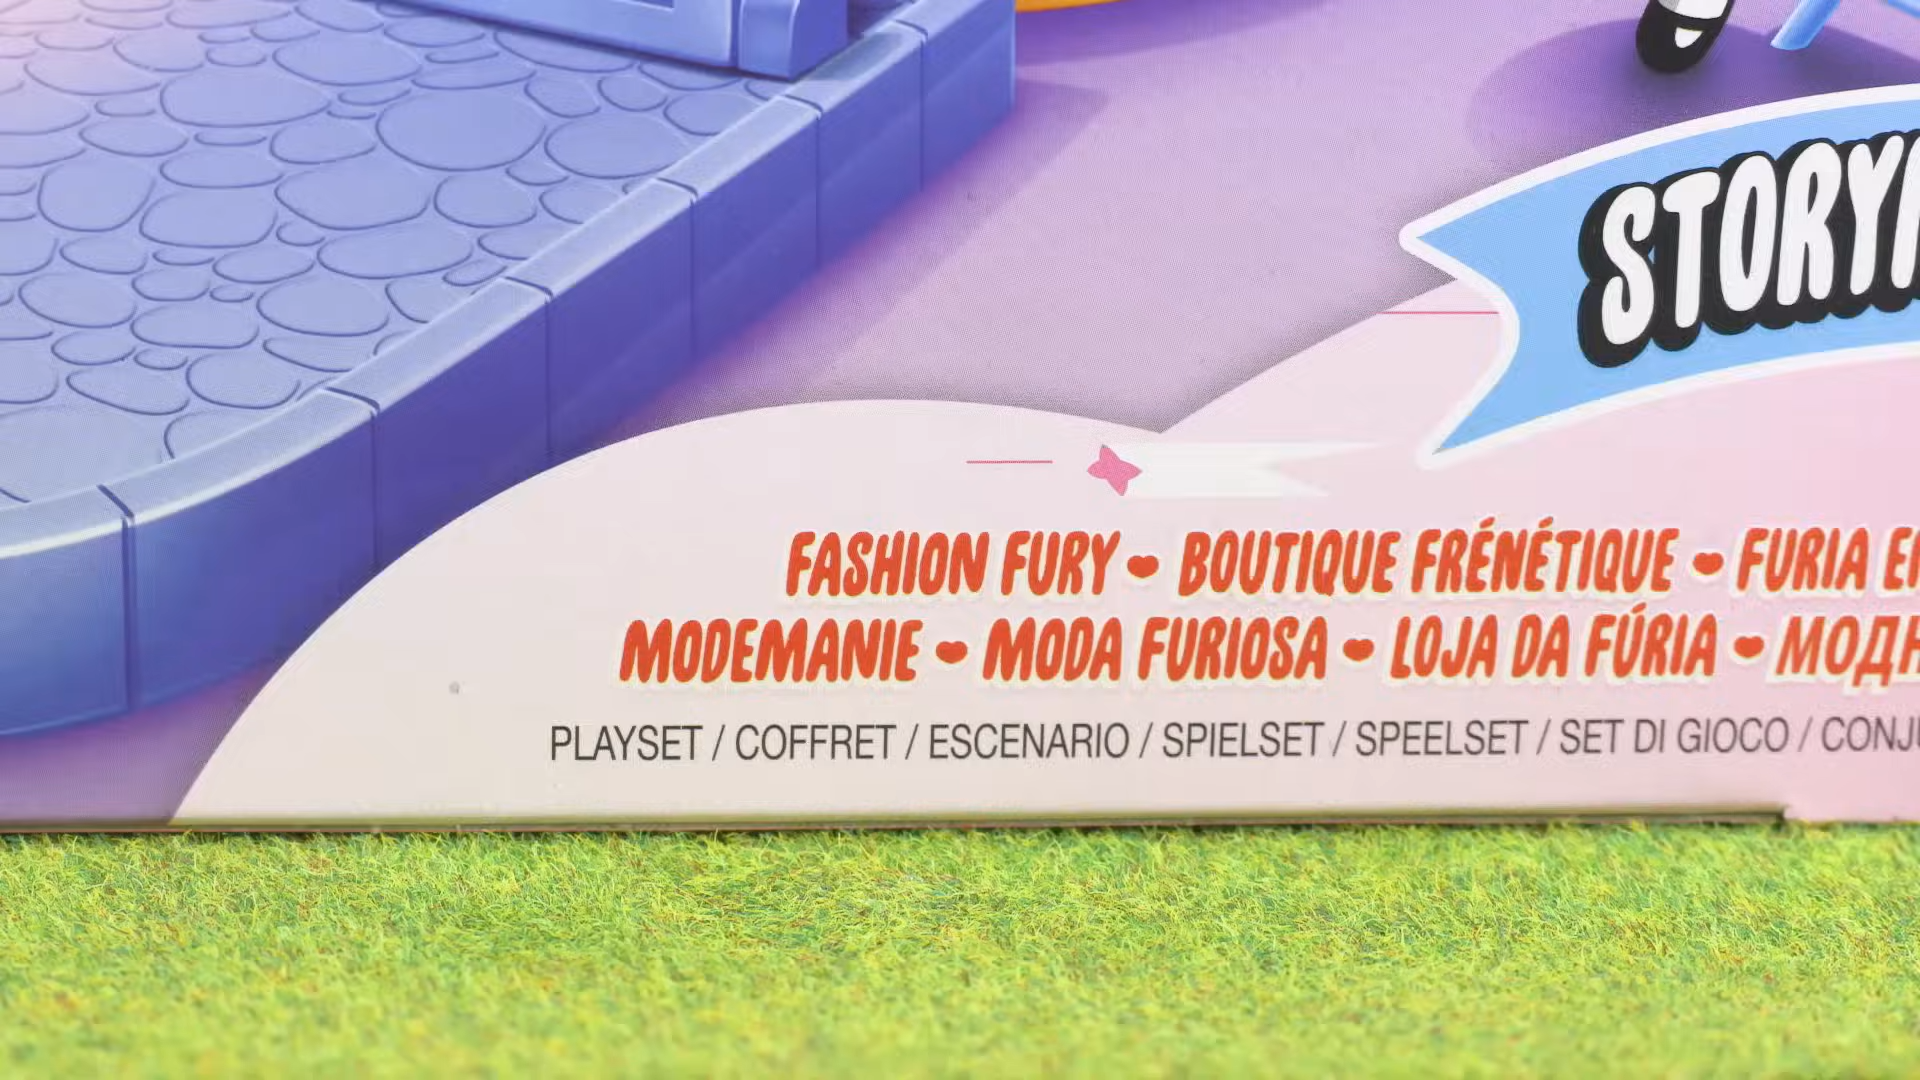 FASHION FURY • BOUTIQUE FRÉNÉTIQUE • FURIA
MODEMANIE • MODA FURIOSA • LOJA DA FÚRIA •
PLAYSET / COFFRET / ESCENARIO / SPIELSET / SPEELSET / SET DI GIOCO /